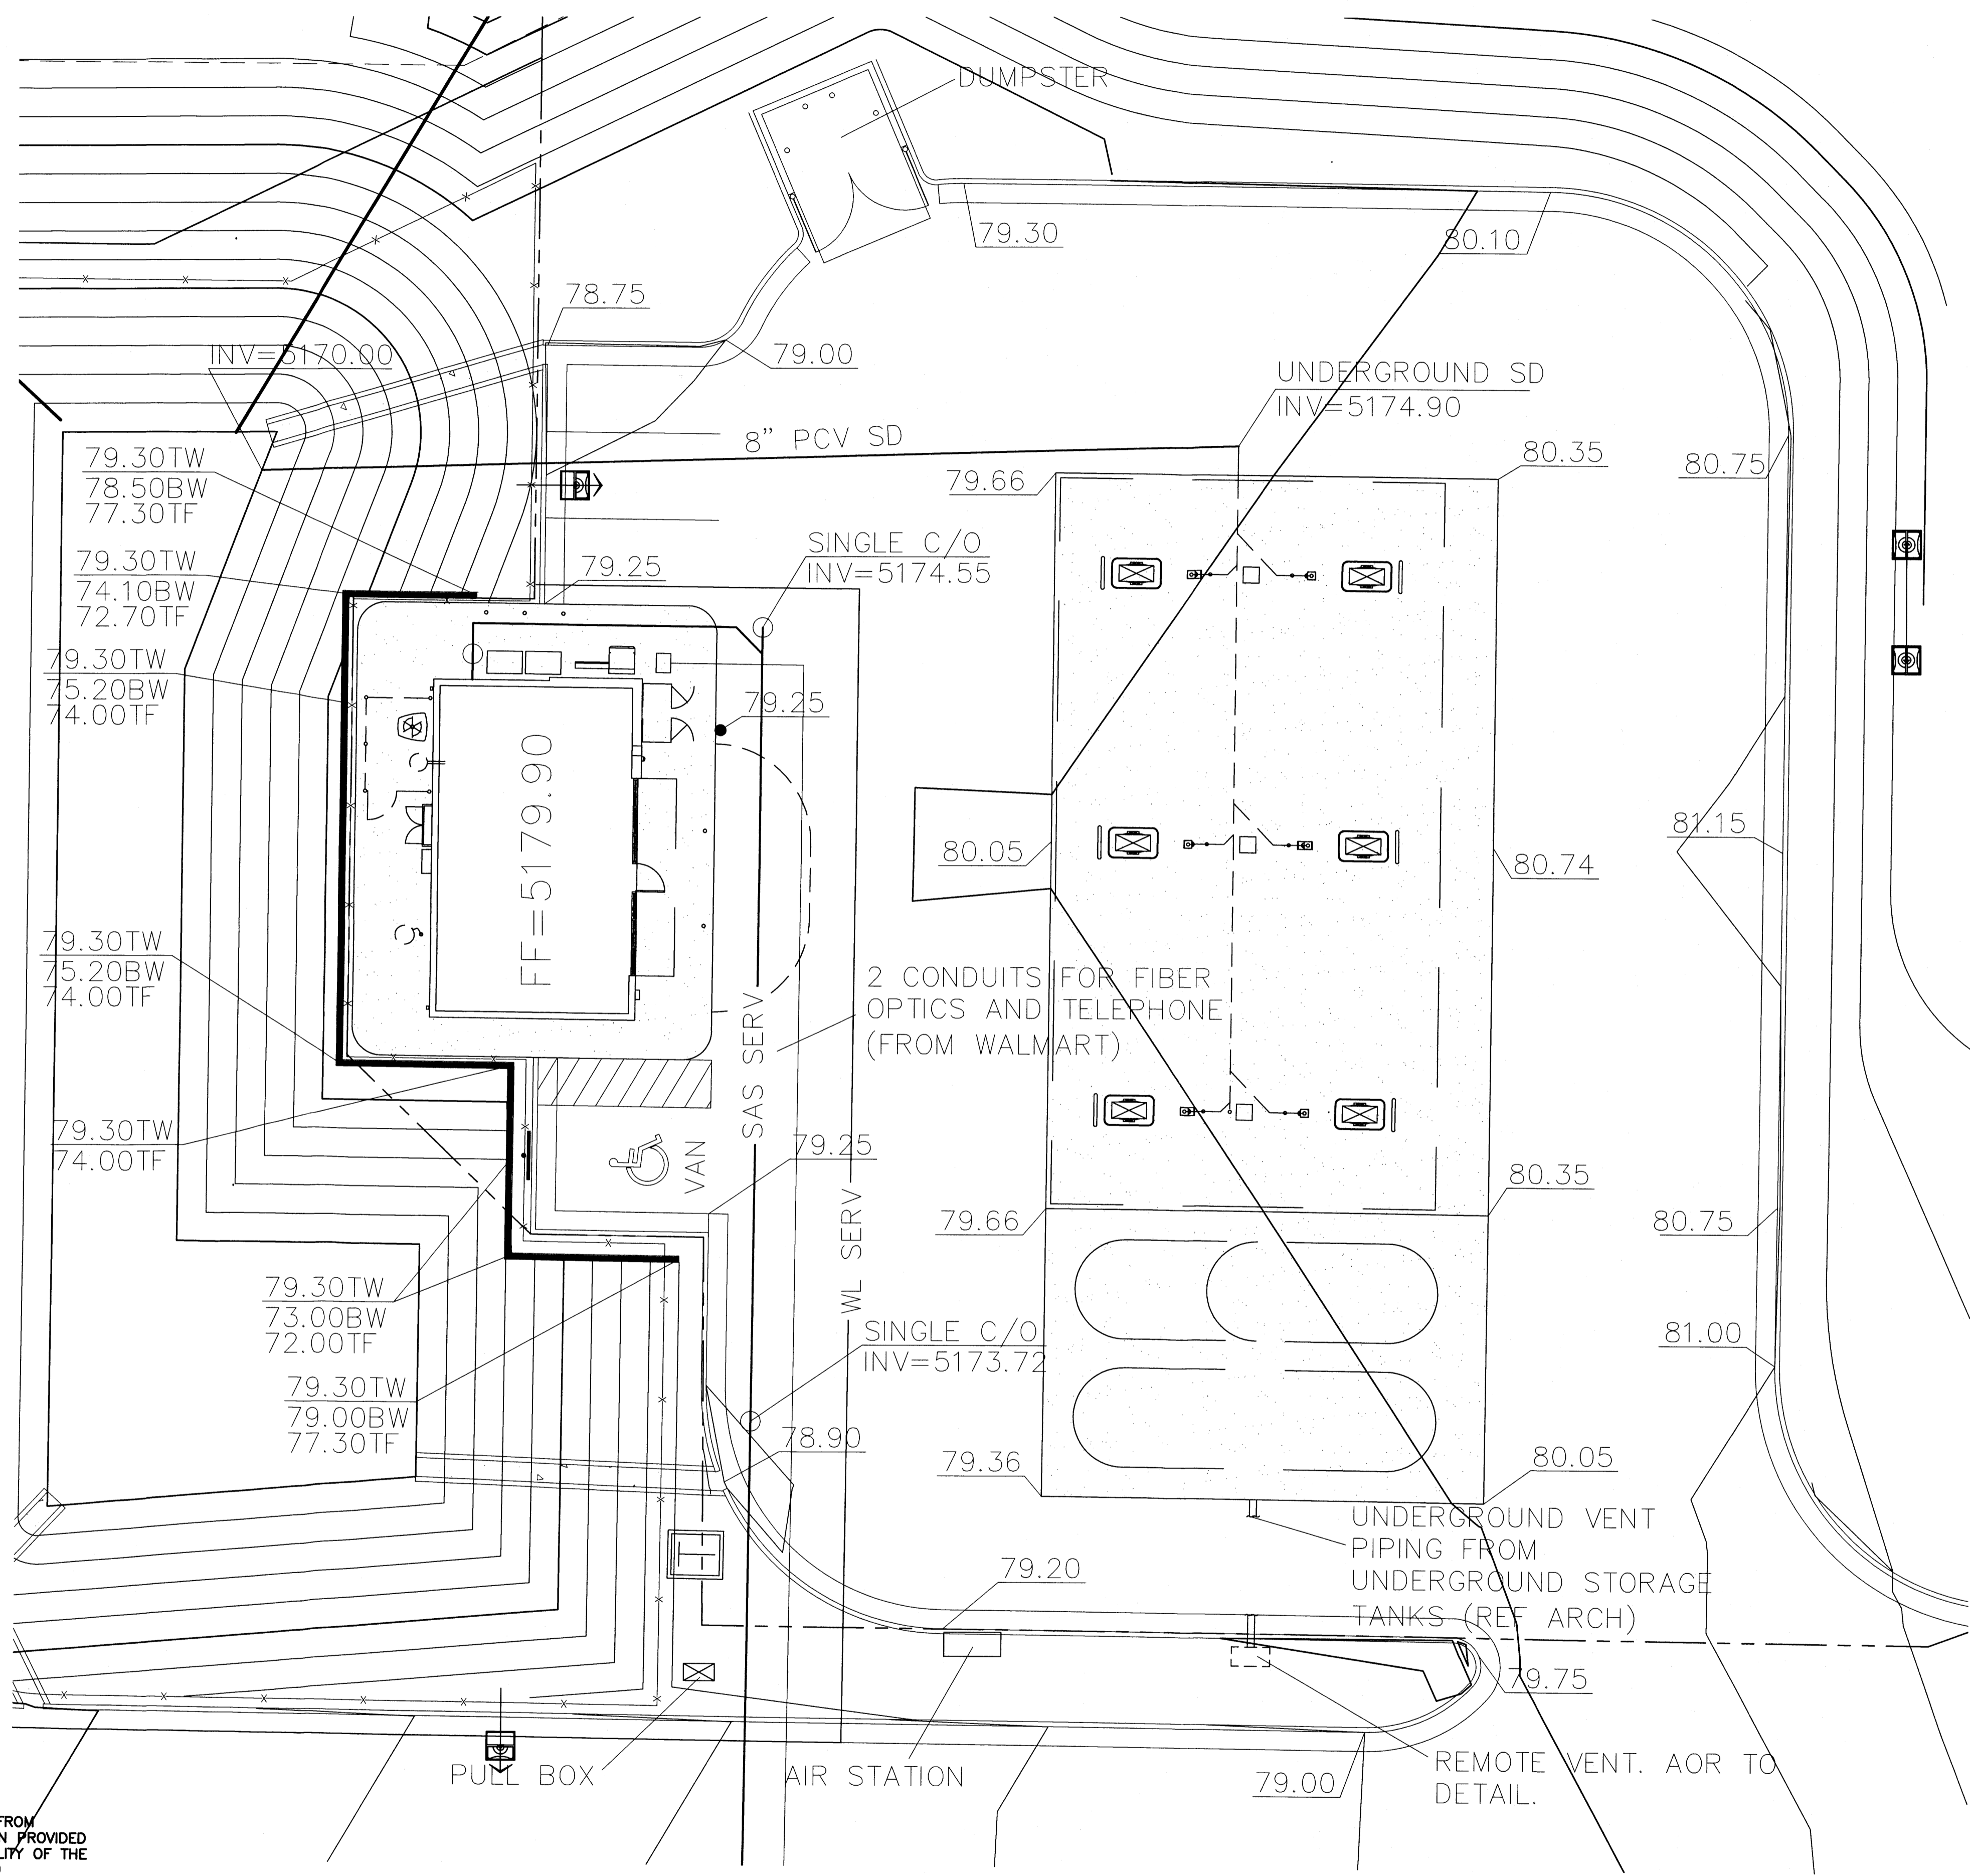 DUMPSTER
79.30
80.10
78.75
79.00
INV=5170.00
UNDERGROUND SD
INV=5174.90
8" PCV SD
79.30TW
78.50BW
77.30TF
79.66
80.35
80.75
SINGLE C/O
INV=5174.55
79.30TW
74.10BW
72.70TF
79.25
79.30TW
75.20BW
74.00TF
79.25
FF=5179.90
80.05
80.74
81.15
79.30TW
75.20BW
74.00TF
2 CONDUITS FOR FIBER
OPTICS AND TELEPHONE
(FROM WALMART)
SAS SERV
79.30TW
74.00TF
VAN
79.25
WL SERV
79.66
80.35
80.75
79.30TW
73.00BW
72.00TF
SINGLE C/O
INV=5173.72
81.00
79.30TW
79.00BW
77.30TF
78.90
79.36
80.05
UNDERGROUND VENT
PIPING FROM
UNDERGROUND STORAGE
TANKS (REF ARCH)
79.20
79.75
PULL BOX
AIR STATION
79.00
REMOTE VENT. AOR TO
DETAIL.
FROM
N PROVIDED
LITY OF THE